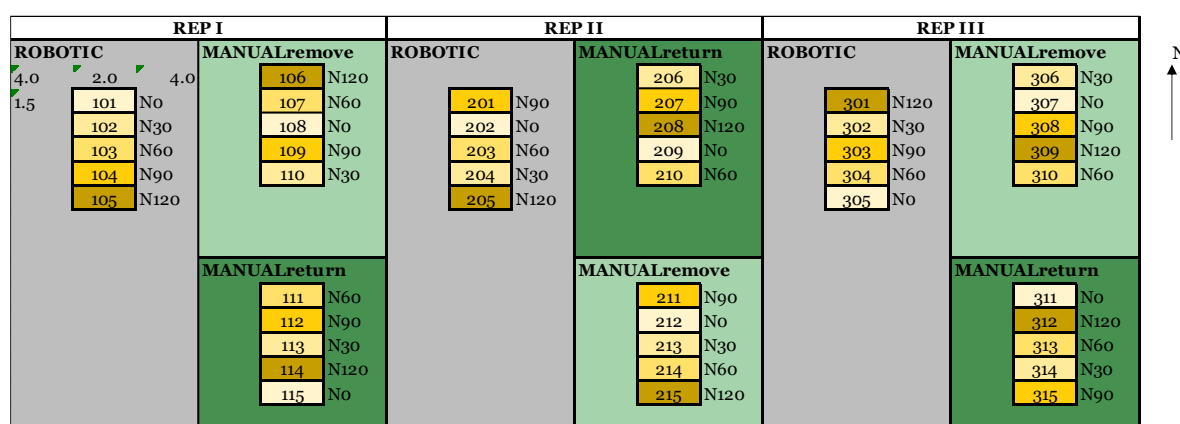 REP I REP II REP III
ROBOTIC MANUALremove ROBOTIC MANUALreturn ROBOTIC MANUALremove
4.0 2.0 4.0 106 N120 206 N30 306 N30
1.5 101 N0 107 N60 201 N90 207 N90 301 N120 307 N0
102 N30 108 N0 202 N0 208 N120 302 N30 308 N90
103 N60 109 N90 203 N60 209 N0 303 N90 309 N120
104 N90 110 N30 204 N30 210 N60 304 N60 310 N60
105 N120 205 N120 305 N0
MANUALreturn MANUALremove MANUALreturn
111 N60 211 N90 311 N0
112 N90 212 N0 312 N120
113 N30 213 N30 313 N60
114 N120 214 N60 314 N30
115 N0 215 N120 315 N90